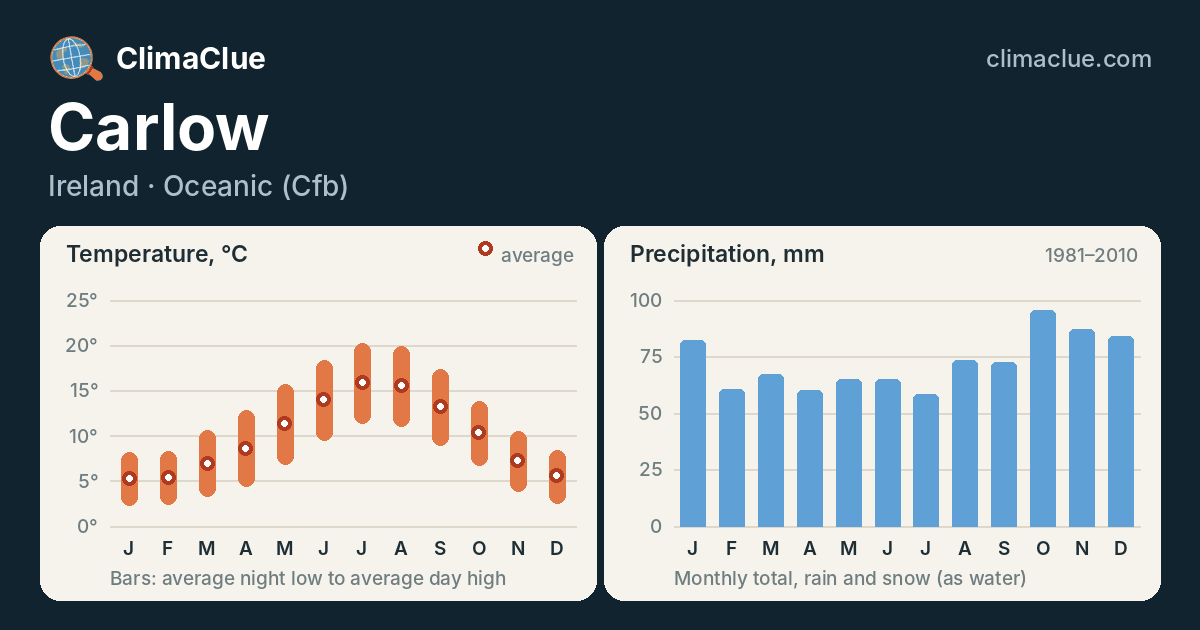 ClimaClue
climaclue.com
Carlow
Ireland · Oceanic (Cfb)
Temperature, °C
average
25°
20°
15°
10°
5°
0°
J F M A M J J A S O N D
Bars: average night low to average day high
Precipitation, mm
1981–2010
100
75
50
25
0
J F M A M J J A S O N D
Monthly total, rain and snow (as water)